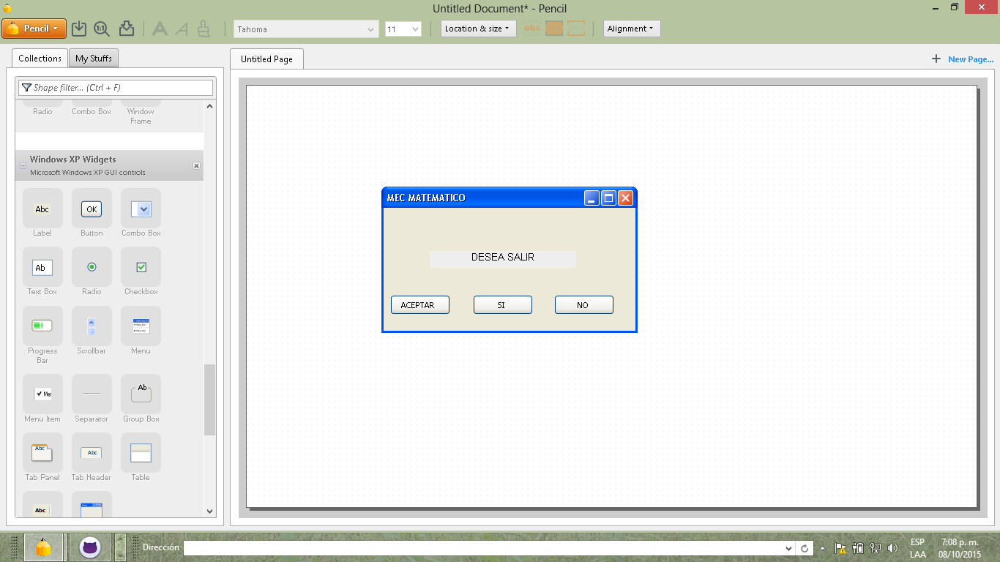 Untitled Document* - Pencil
Pencil
1:1
Tahoma
11
Location & size
abc
abc
abc
Alignment
Collections
My Stuffs
Untitled Page
New Page...
Shape filter... (Ctrl + F)
Radio
Combo Box
Window
Frame
Windows XP Widgets
Microsoft Windows XP GUI controls
Abc
OK
Label
Button
Combo Box
Ab
Text Box
Radio
Checkbox
Progress
Bar
Scrollbar
Menu
Ab
Menu Item
Separator
Group Box
Abc
Abc
Tab Panel
Tab Header
Table
Abc
MEC MATEMATICO
DESEA SALIR
ACEPTAR
SI
NO
Dirección
ESP
LAA
7:08 p. m.
08/10/2015